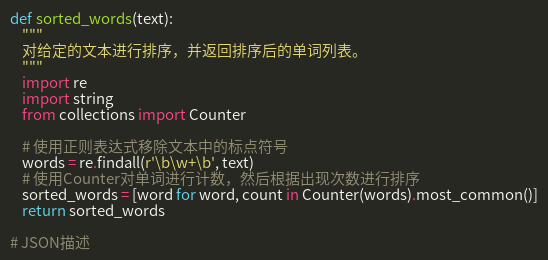 def sorted_words(text):
    """
    对给定的文本进行排序，并返回排序后的单词列表。
    """
    import re
    import string
    from collections import Counter

    # 使用正则表达式移除文本中的标点符号
    words = re.findall(r'\b\w+\b', text)
    # 使用Counter对单词进行计数，然后根据出现次数进行排序
    sorted_words = [word for word, count in Counter(words).most_common()]
    return sorted_words

# JSON描述